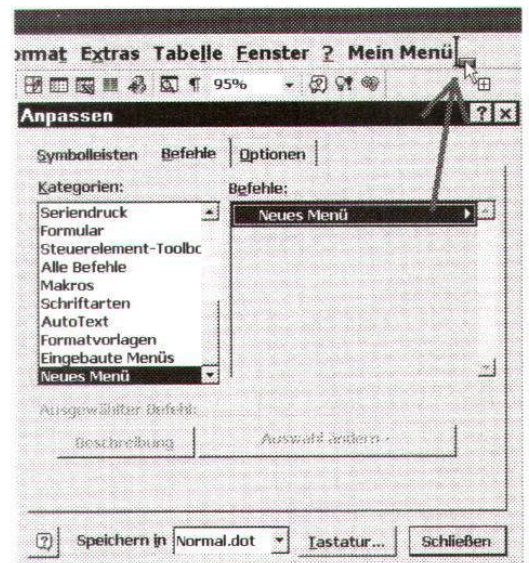 ormat Extras Tabelle Fenster ? Mein Menü
95%
Anpassen
Symbolleisten Befehle Optionen
Kategorien: Befehle:
Seriendruck Neues Menü
Formular
Steuerelement-Toolbc
Alle Befehle
Makros
Schriftarten
AutoText
Formatvorlagen
Eingebaute Menüs
Neues Menü
Ausgewählter Befehl:
Beschreibung Auswahl ändern
Speichern in Normal.dot Tastatur... Schließen